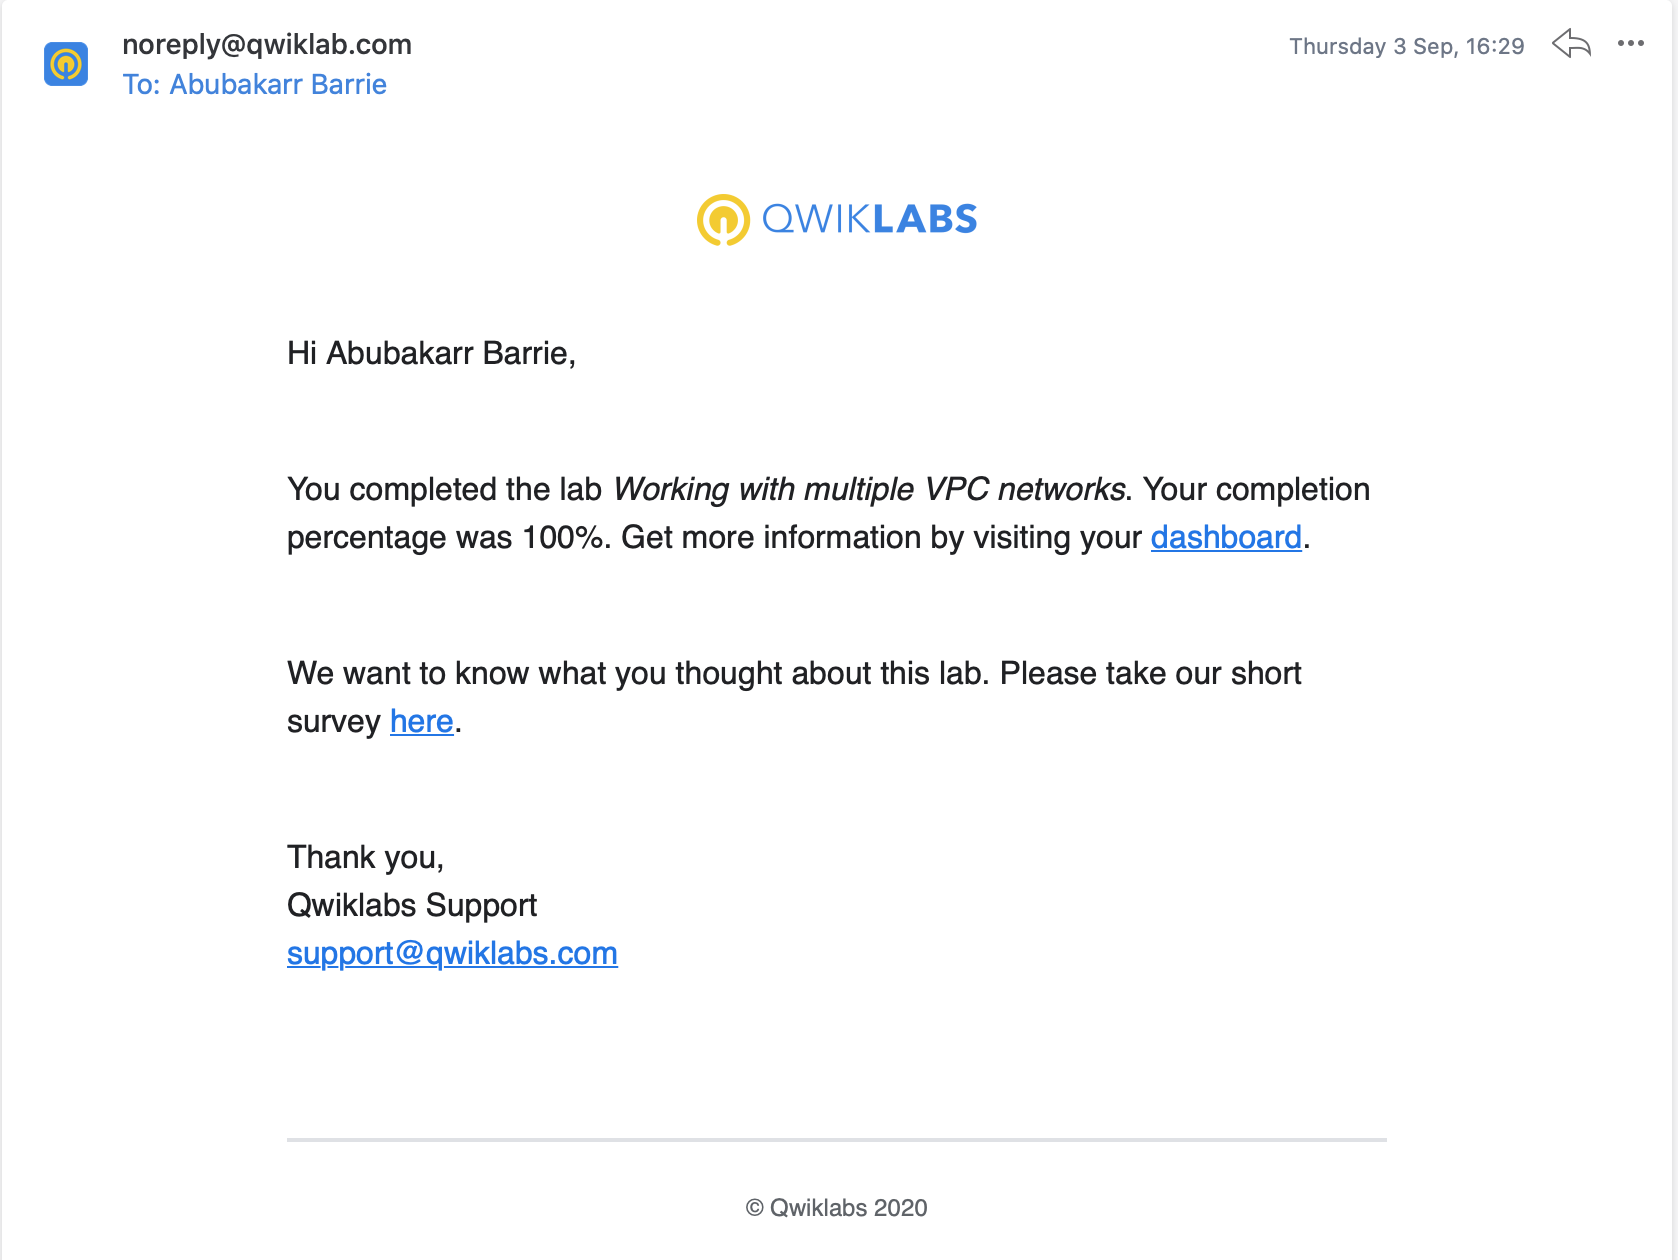 noreply@qwiklab.com
Thursday 3 Sep, 16:29
To: Abubakarr Barrie
QWIKLABS
Hi Abubakarr Barrie,
You completed the lab Working with multiple VPC networks. Your completion
percentage was 100%. Get more information by visiting your dashboard.
We want to know what you thought about this lab. Please take our short
survey here.
Thank you,
Qwiklabs Support
support@qwiklabs.com
© Qwiklabs 2020